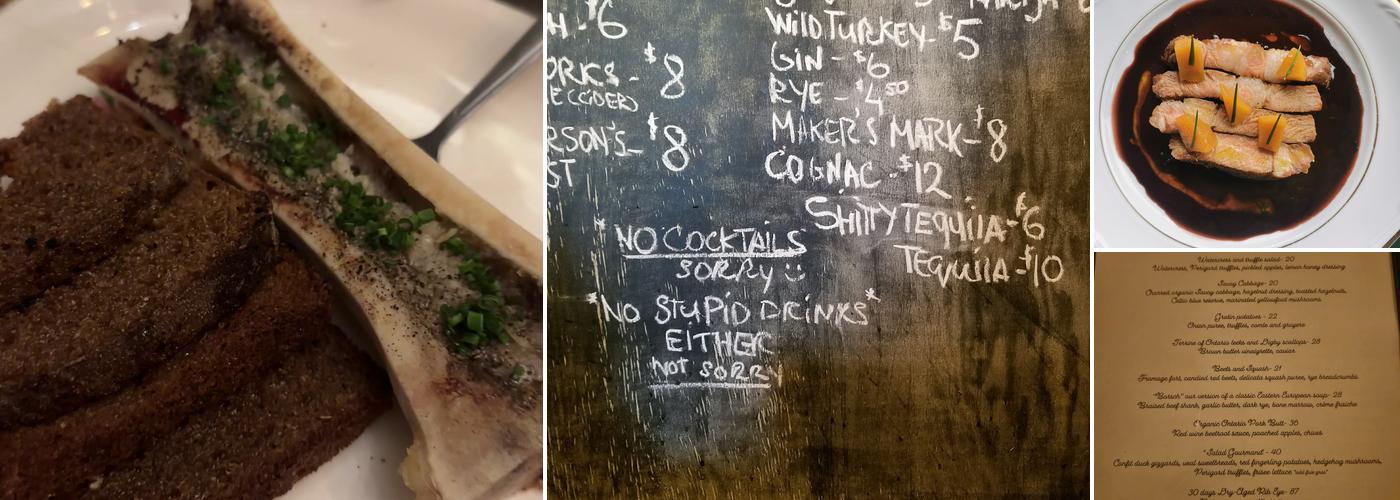 H - $6
ORKS - $8
(E CIDER)
RSON'S - $8
ST
WILD TURKEY - $5
GIN - $6
RYE - $4.50
MAKER'S MARK - $8
COGNAC - $12
SHITTY TEQUILA - $6
TEQUILA - $10
*NO COCKTAILS
SORRY :)
*NO STUPID DRINKS*
EITHER
NOT SORRY
Watercress and truffle salad - 20
Watercress, Perigord truffles, pickled apples, lemon honey dressing
Savoy Cabbage - 20
Charred organic Savoy cabbage, hazelnut dressing, toasted hazelnuts,
Celtic blue reserve, marinated yellowfoot mushrooms
Gratin potatoes - 22
Onion puree, truffles, comte and gruyere
Terrine of Ontario leeks and Digby scallops - 28
Brown butter vinaigrette, caviar
Beets and Squash - 21
Fromage fort, candied red beets, delicata squash puree, rye breadcrumbs
"Borsch" our version of a classic Eastern European soup - 28
Braised beef shank, garlic butter, dark rye, bone marrow, crème fraiche
Organic Ontario Pork Butt - 36
Red wine beetroot sauce, poached apples, chives
"Salad Gourmand" - 40
Confit duck gizzards, veal sweetbreads, red fingerling potatoes, hedgehog mushrooms,
Perigord truffles, frisee lettuce "add foie gras"
30 days Dry-Aged Rib Eye - 87